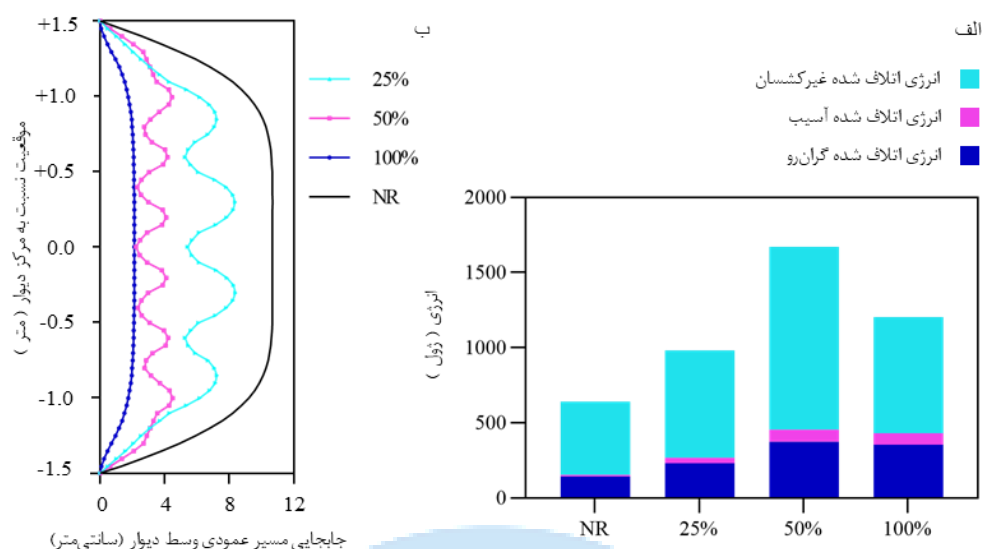 الف
انرژی اتلاف شده غیرکشسان
انرژی اتلاف شده آسیب
انرژی اتلاف شده گران‌رو
انرژی ( ژول )
2000
1500
1000
500
0
NR 25% 50% 100%
ب
25%
50%
100%
NR
موقعیت نسبت به مرکز دیوار ( متر )
+1.5
+1.0
+0.5
0.0
-0.5
-1.0
-1.5
0 4 8 12
جابجایی مسیر عمودی وسط دیوار (سانتی‌متر)